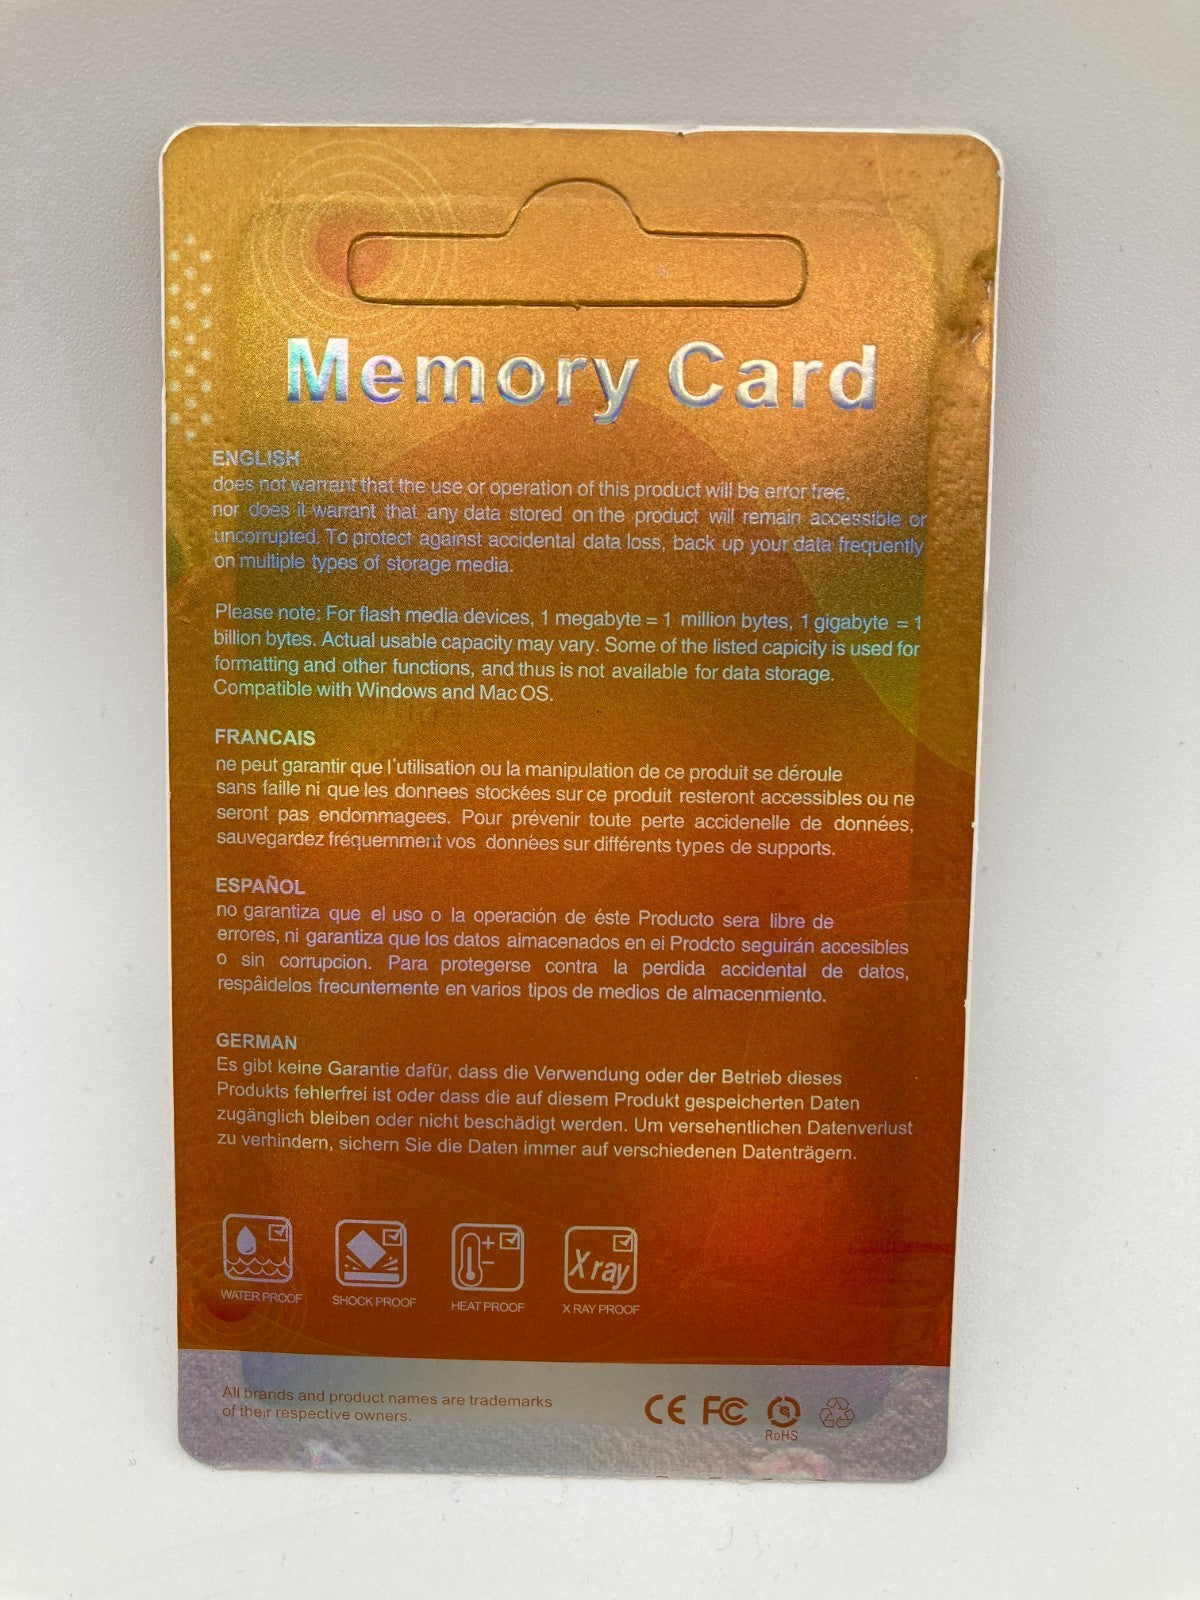 Memory Card
ENGLISH
does not warrant that the use or operation of this product will be error free,
nor does it warrant that any data stored on the product will remain accessible or
uncorrupted. To protect against accidental data loss, back up your data frequently
on multiple types of storage media.
Please note: For flash media devices, 1 megabyte = 1 million bytes, 1 gigabyte = 1
billion bytes. Actual usable capacity may vary. Some of the listed capicity is used for
formatting and other functions, and thus is not available for data storage.
Compatible with Windows and Mac OS.
FRANCAIS
ne peut garantir que l'utilisation ou la manipulation de ce produit se déroule
sans faille ni que les donnees stockées sur ce produit resteront accessibles ou ne
seront pas endommagees. Pour prévenir toute perte accidenelle de données,
sauvegardez fréquemment vos données sur différents types de supports.
ESPAÑOL
no garantiza que el uso o la operación de éste Producto sera libre de
errores, ni garantiza que los datos aimacenados en ei Prodcto seguirán accesibles
o sin corrupcion. Para protegerse contra la perdida accidental de datos,
respâidelos frecuntemente en varios tipos de medios de almacenmiento.
GERMAN
Es gibt keine Garantie dafür, dass die Verwendung oder der Betrieb dieses
Produkts fehlerfrei ist oder dass die auf diesem Produkt gespeicherten Daten
zugänglich bleiben oder nicht beschädigt werden. Um versehentlichen Datenverlust
zu verhindern, sichern Sie die Daten immer auf verschiedenen Datenträgern.
X ray
WATER PROOF SHOCK PROOF HEAT PROOF X RAY PROOF
All brands and product names are trademarks
of their respective owners.
CE FC
RoHS